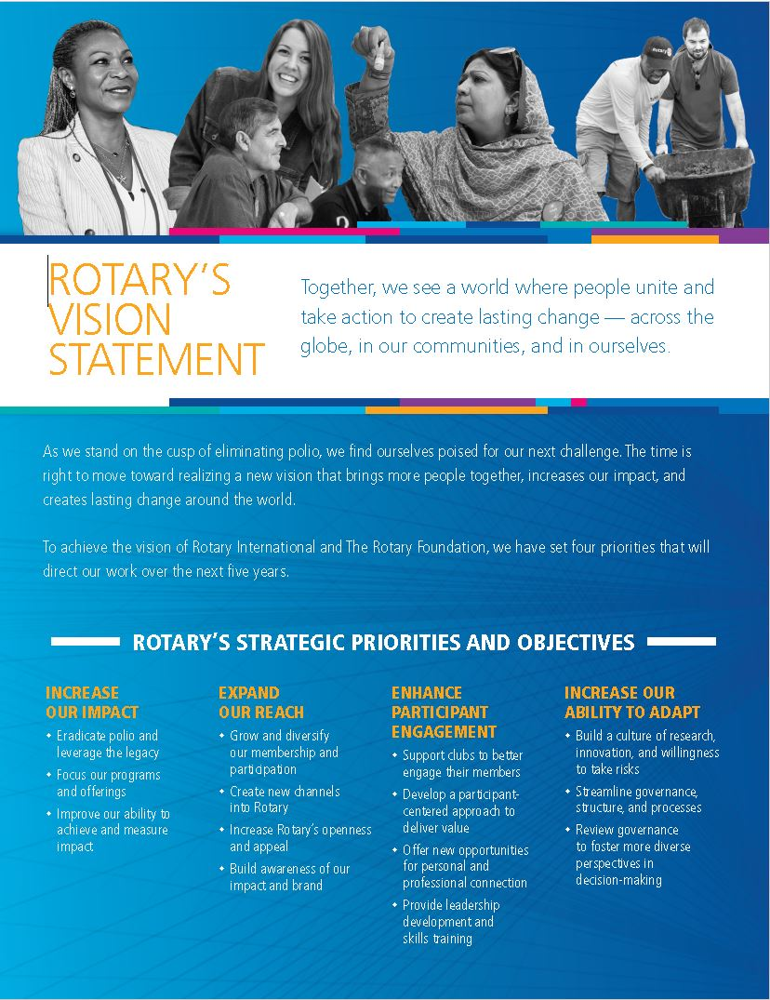 Rotary
ROTARY'S
VISION
STATEMENT
Together, we see a world where people unite and
take action to create lasting change — across the
globe, in our communities, and in ourselves.
As we stand on the cusp of eliminating polio, we find ourselves poised for our next challenge. The time is
right to move toward realizing a new vision that brings more people together, increases our impact, and
creates lasting change around the world.
To achieve the vision of Rotary International and The Rotary Foundation, we have set four priorities that will
direct our work over the next five years.
ROTARY'S STRATEGIC PRIORITIES AND OBJECTIVES
INCREASE
OUR IMPACT
• Eradicate polio and
leverage the legacy
• Focus our programs
and offerings
• Improve our ability to
achieve and measure
impact
EXPAND
OUR REACH
• Grow and diversify
our membership and
participation
• Create new channels
into Rotary
• Increase Rotary's openness
and appeal
• Build awareness of our
impact and brand
ENHANCE
PARTICIPANT
ENGAGEMENT
• Support clubs to better
engage their members
• Develop a participant-
centered approach to
deliver value
• Offer new opportunities
for personal and
professional connection
• Provide leadership
development and
skills training
INCREASE OUR
ABILITY TO ADAPT
• Build a culture of research,
innovation, and willingness
to take risks
• Streamline governance,
structure, and processes
• Review governance
to foster more diverse
perspectives in
decision-making